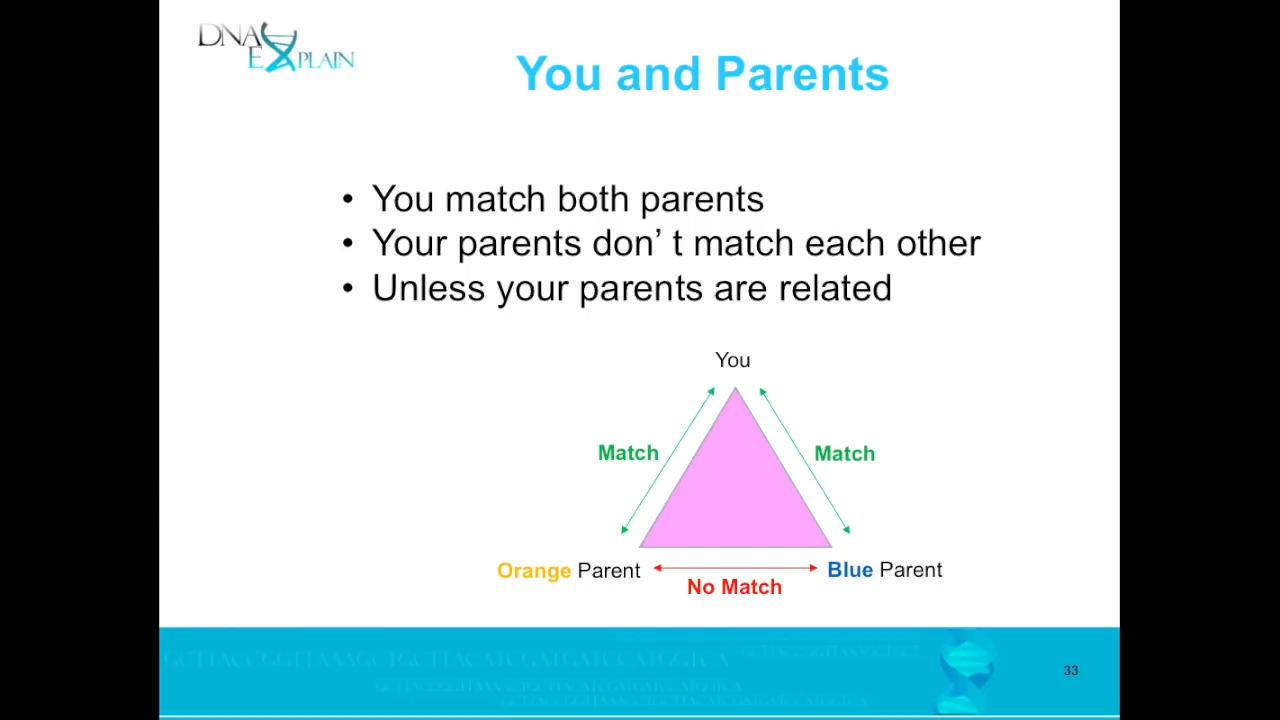 DNA
EXPLAIN
You and Parents
• You match both parents
• Your parents don’ t match each other
• Unless your parents are related
You
Match
Match
Orange Parent
Blue Parent
No Match
33